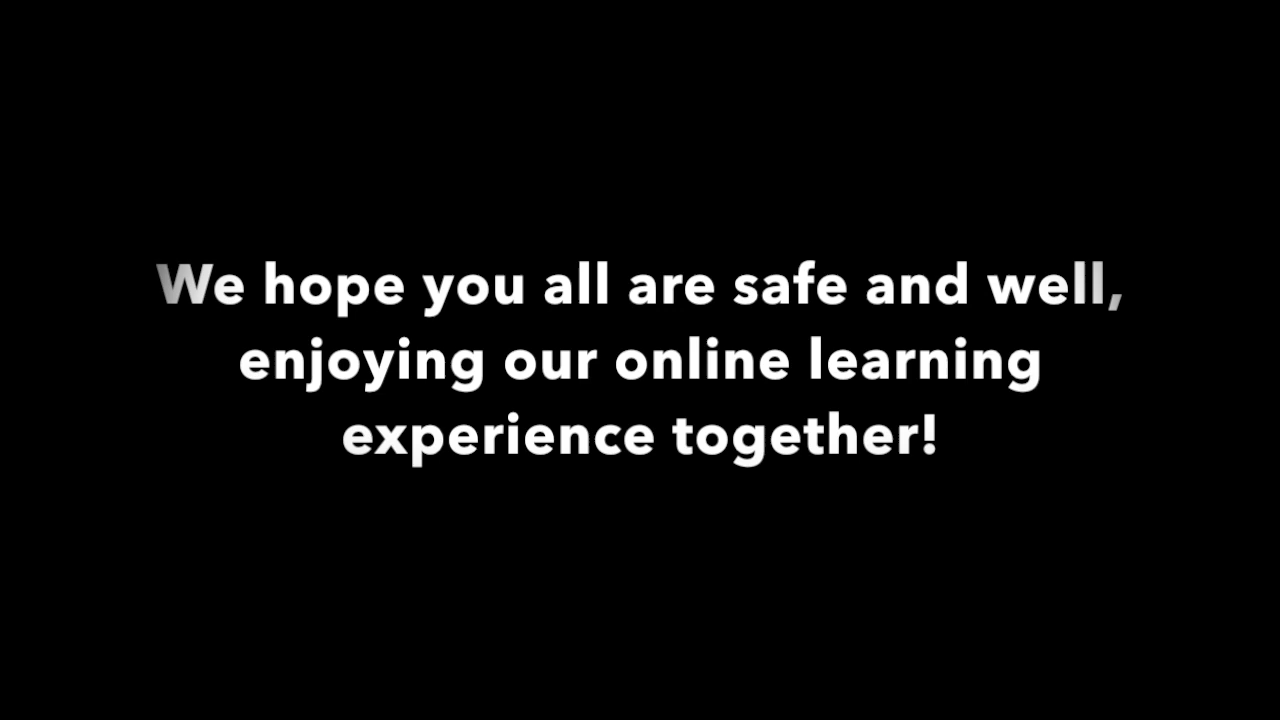 We hope you all are safe and well,
enjoying our online learning
experience together!